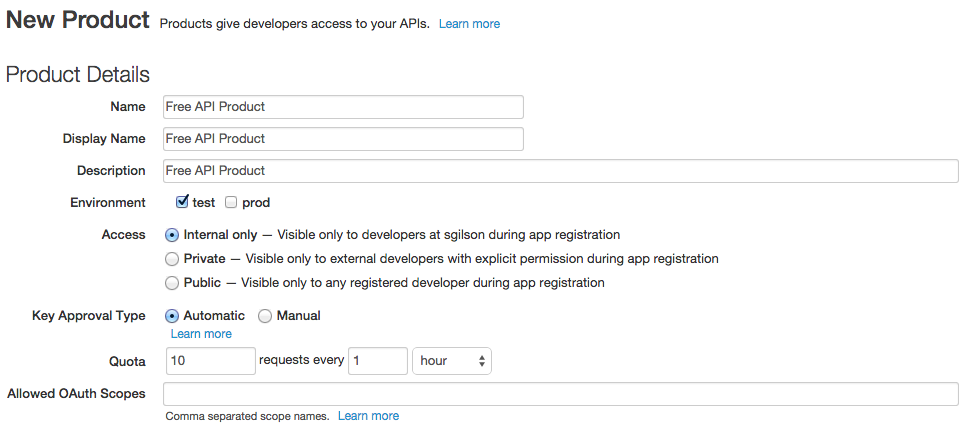 New Product Products give developers access to your APIs. Learn more
Product Details
Name Free API Product
Display Name Free API Product
Description Free API Product
Environment test prod
Access Internal only — Visible only to developers at sgilson during app registration
Private — Visible only to external developers with explicit permission during app registration
Public — Visible only to any registered developer during app registration
Key Approval Type Automatic Manual
Learn more
Quota 10 requests every 1 hour
Allowed OAuth Scopes
Comma separated scope names. Learn more